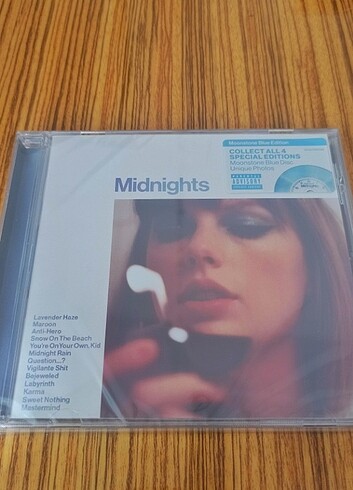 Moonstone Blue Edition
COLLECT ALL 4
SPECIAL EDITIONS
Moonstone Blue Disc
Unique Photos
PARENTAL
ADVISORY
EXPLICIT CONTENT
Midnights
Lavender Haze
Maroon
Anti-Hero
Snow On The Beach
You're On Your Own, Kid
Midnight Rain
Question...?
Vigilante Shit
Bejeweled
Labyrinth
Karma
Sweet Nothing
Mastermind